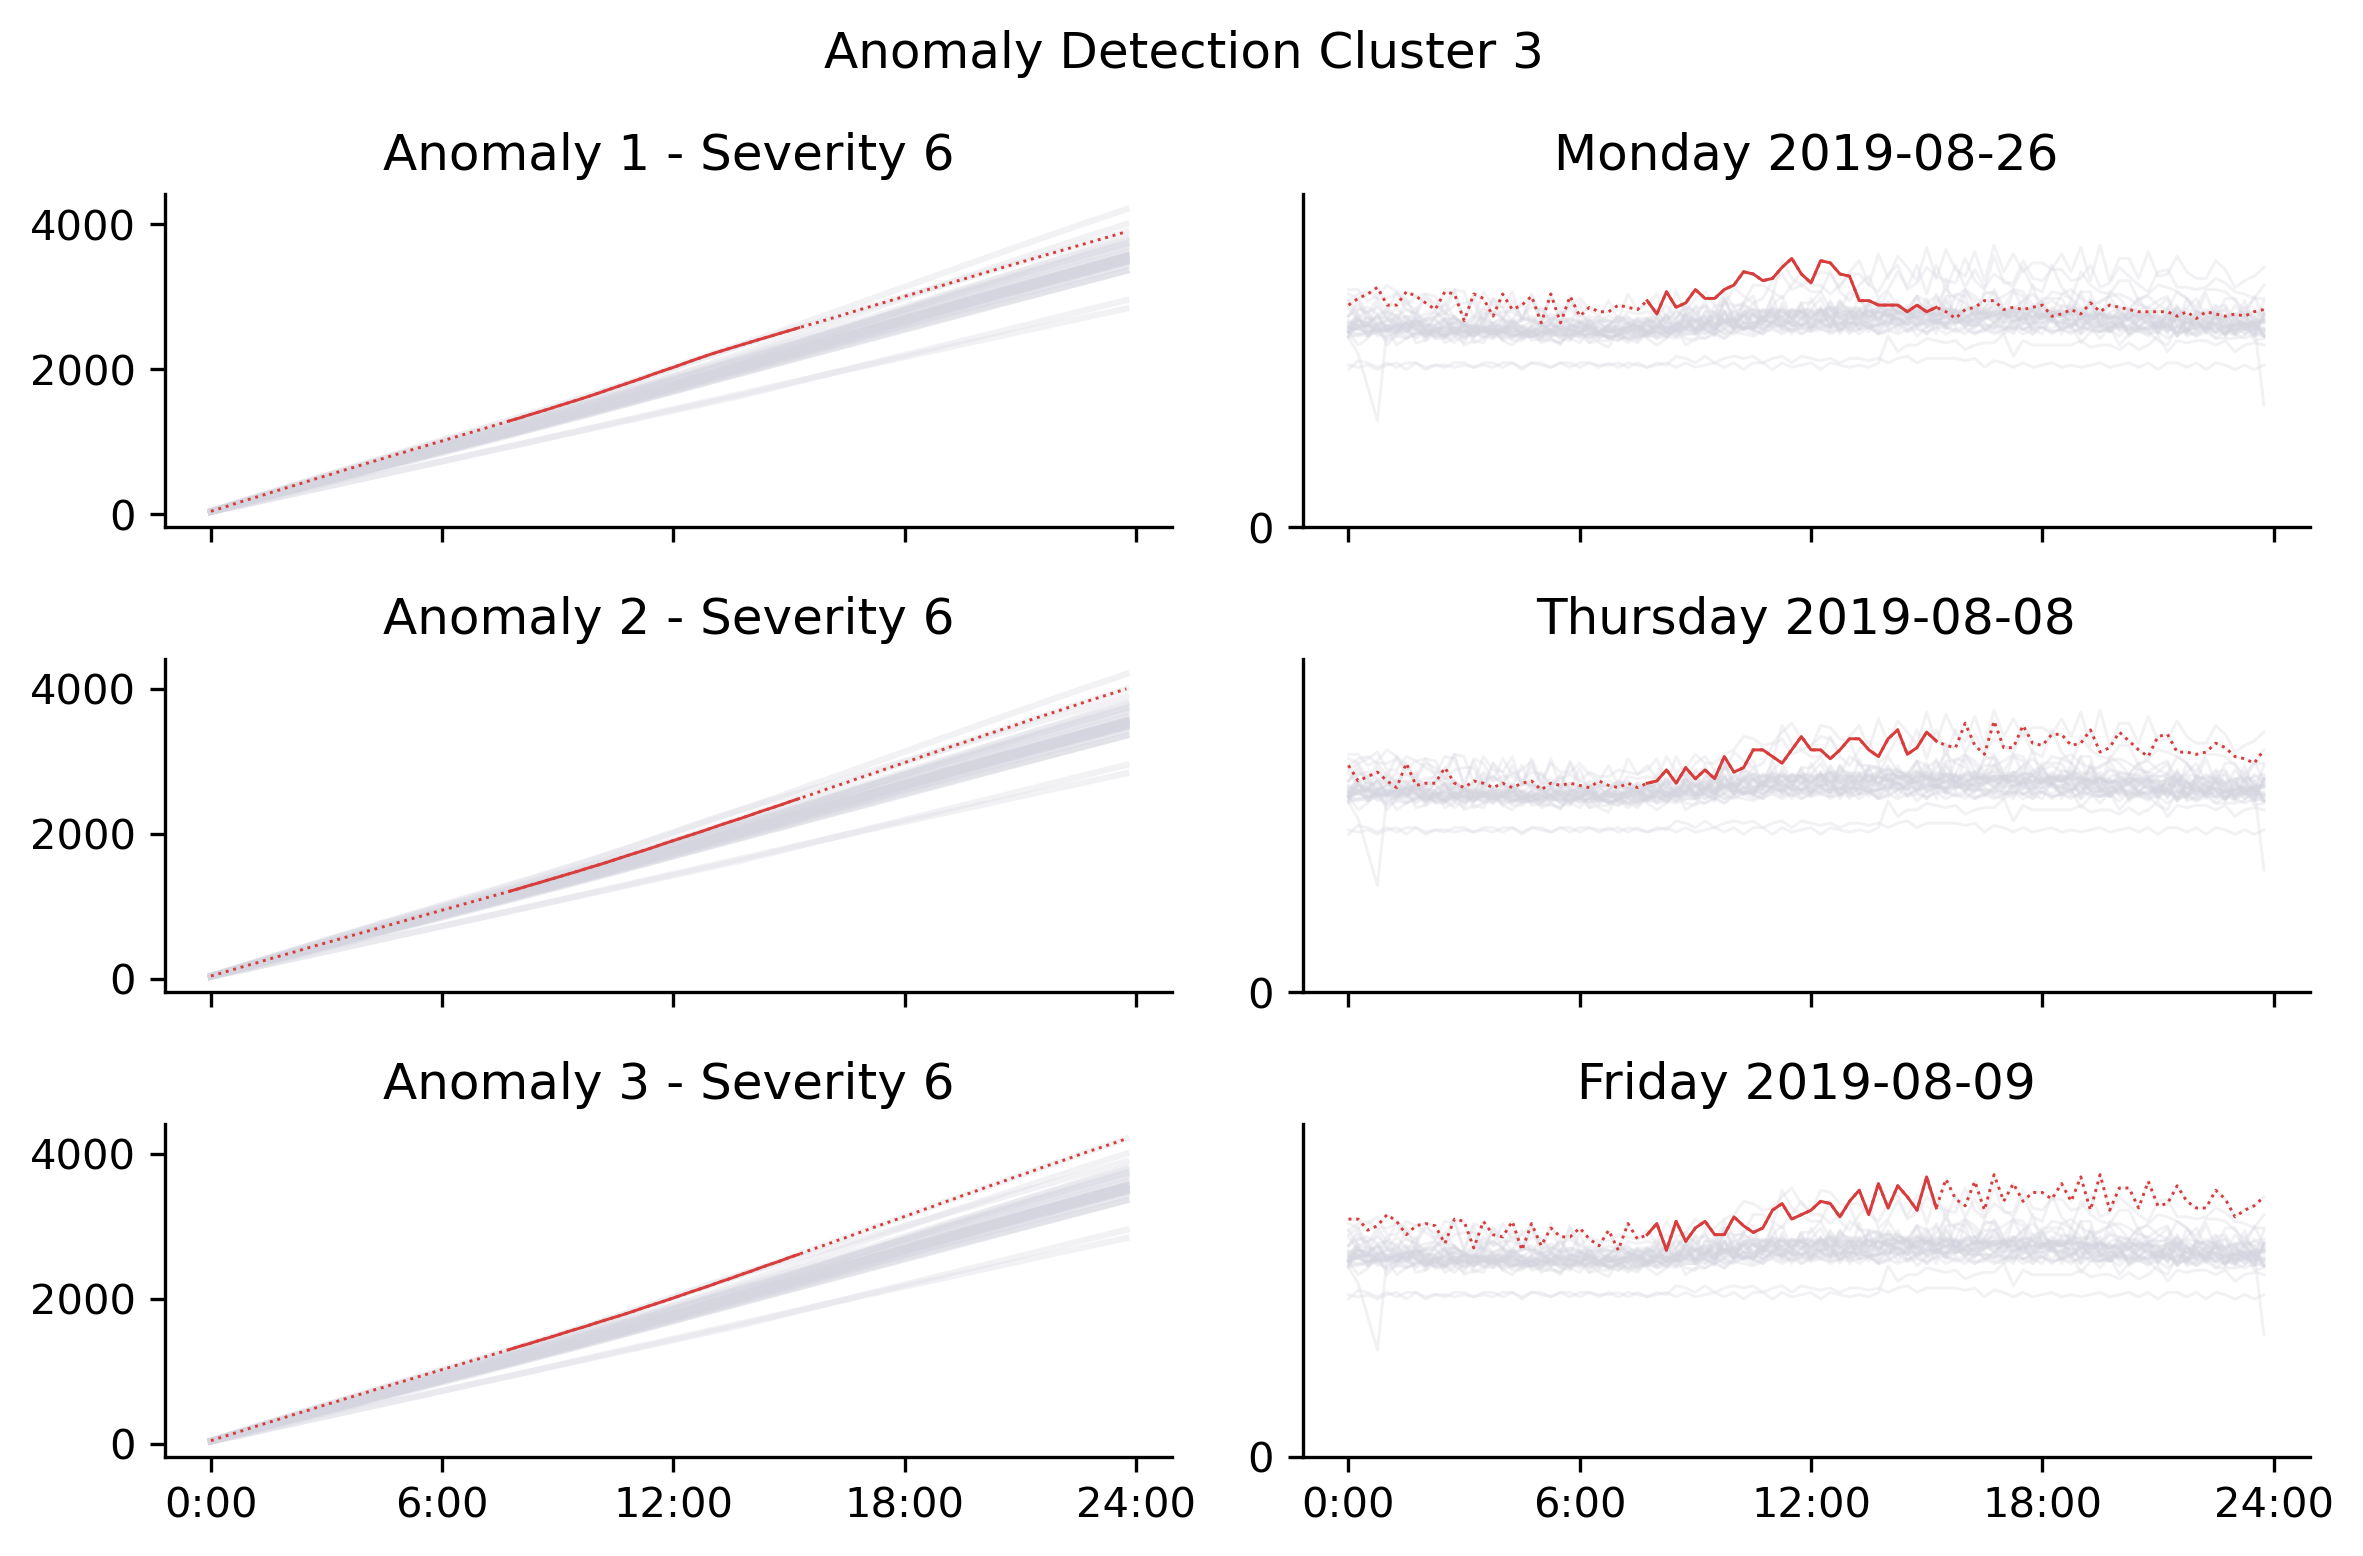 Anomaly Detection Cluster 3
Anomaly 1 - Severity 6
Monday 2019-08-26
4000
2000
0
0
Anomaly 2 - Severity 6
Thursday 2019-08-08
4000
2000
0
0
Anomaly 3 - Severity 6
Friday 2019-08-09
4000
2000
0
0
0:00 6:00 12:00 18:00 24:00
0:00 6:00 12:00 18:00 24:00